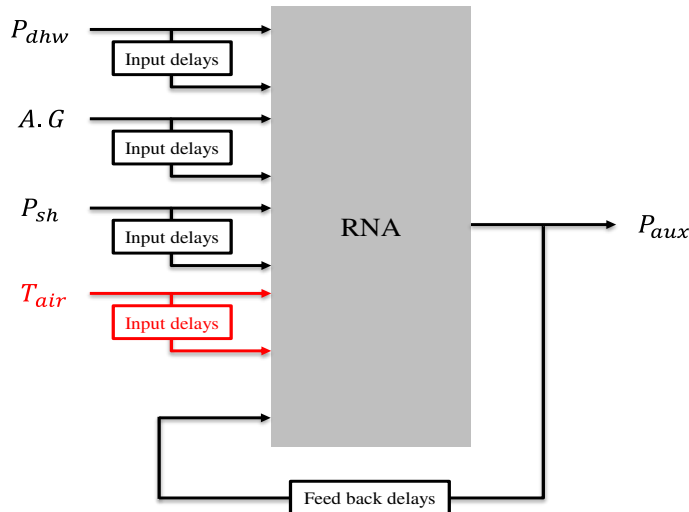 P_dhw
Input delays
A.G
Input delays
P_sh
Input delays
T_air
Input delays
RNA
P_aux
Feed back delays